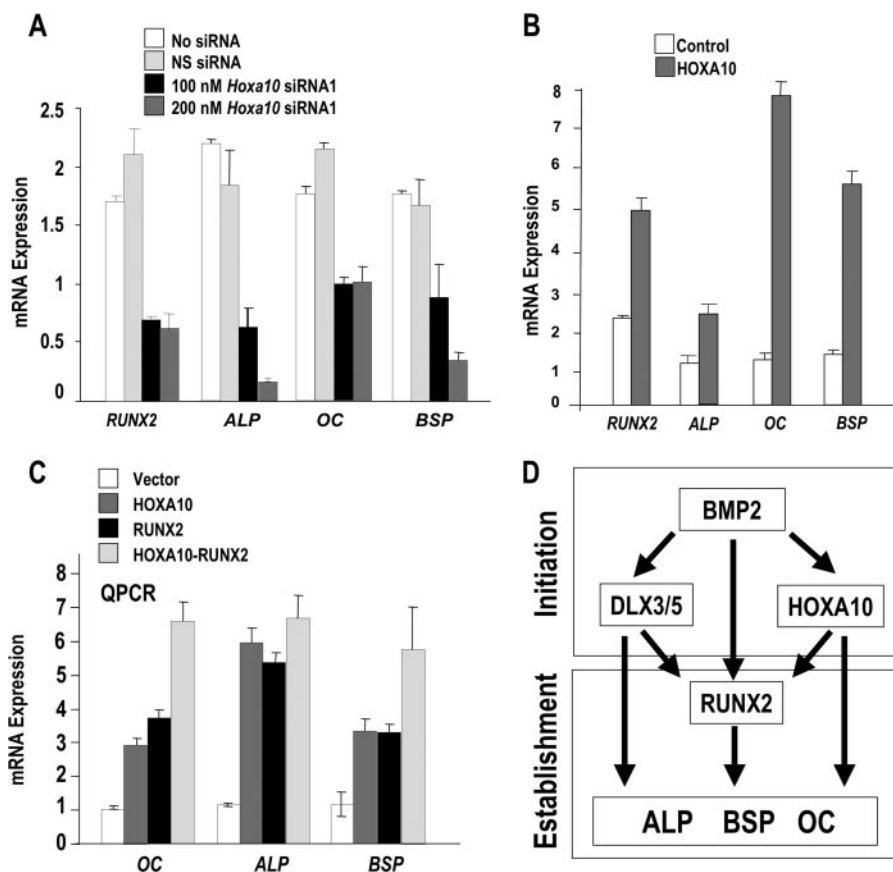 A
No siRNA
NS siRNA
100 nM Hoxa10 siRNA1
200 nM Hoxa10 siRNA1
mRNA Expression
2.5
2
1.5
1
0.5
0
RUNX2 ALP OC BSP
B
Control
HOXA10
mRNA Expression
8
7
6
5
4
3
2
1
0
RUNX2 ALP OC BSP
C
Vector
HOXA10
RUNX2
HOXA10-RUNX2
QPCR
mRNA Expression
8
7
6
5
4
3
2
1
0
OC ALP BSP
D
Initiation
BMP2
DLX3/5 HOXA10
Establishment
RUNX2
ALP BSP OC